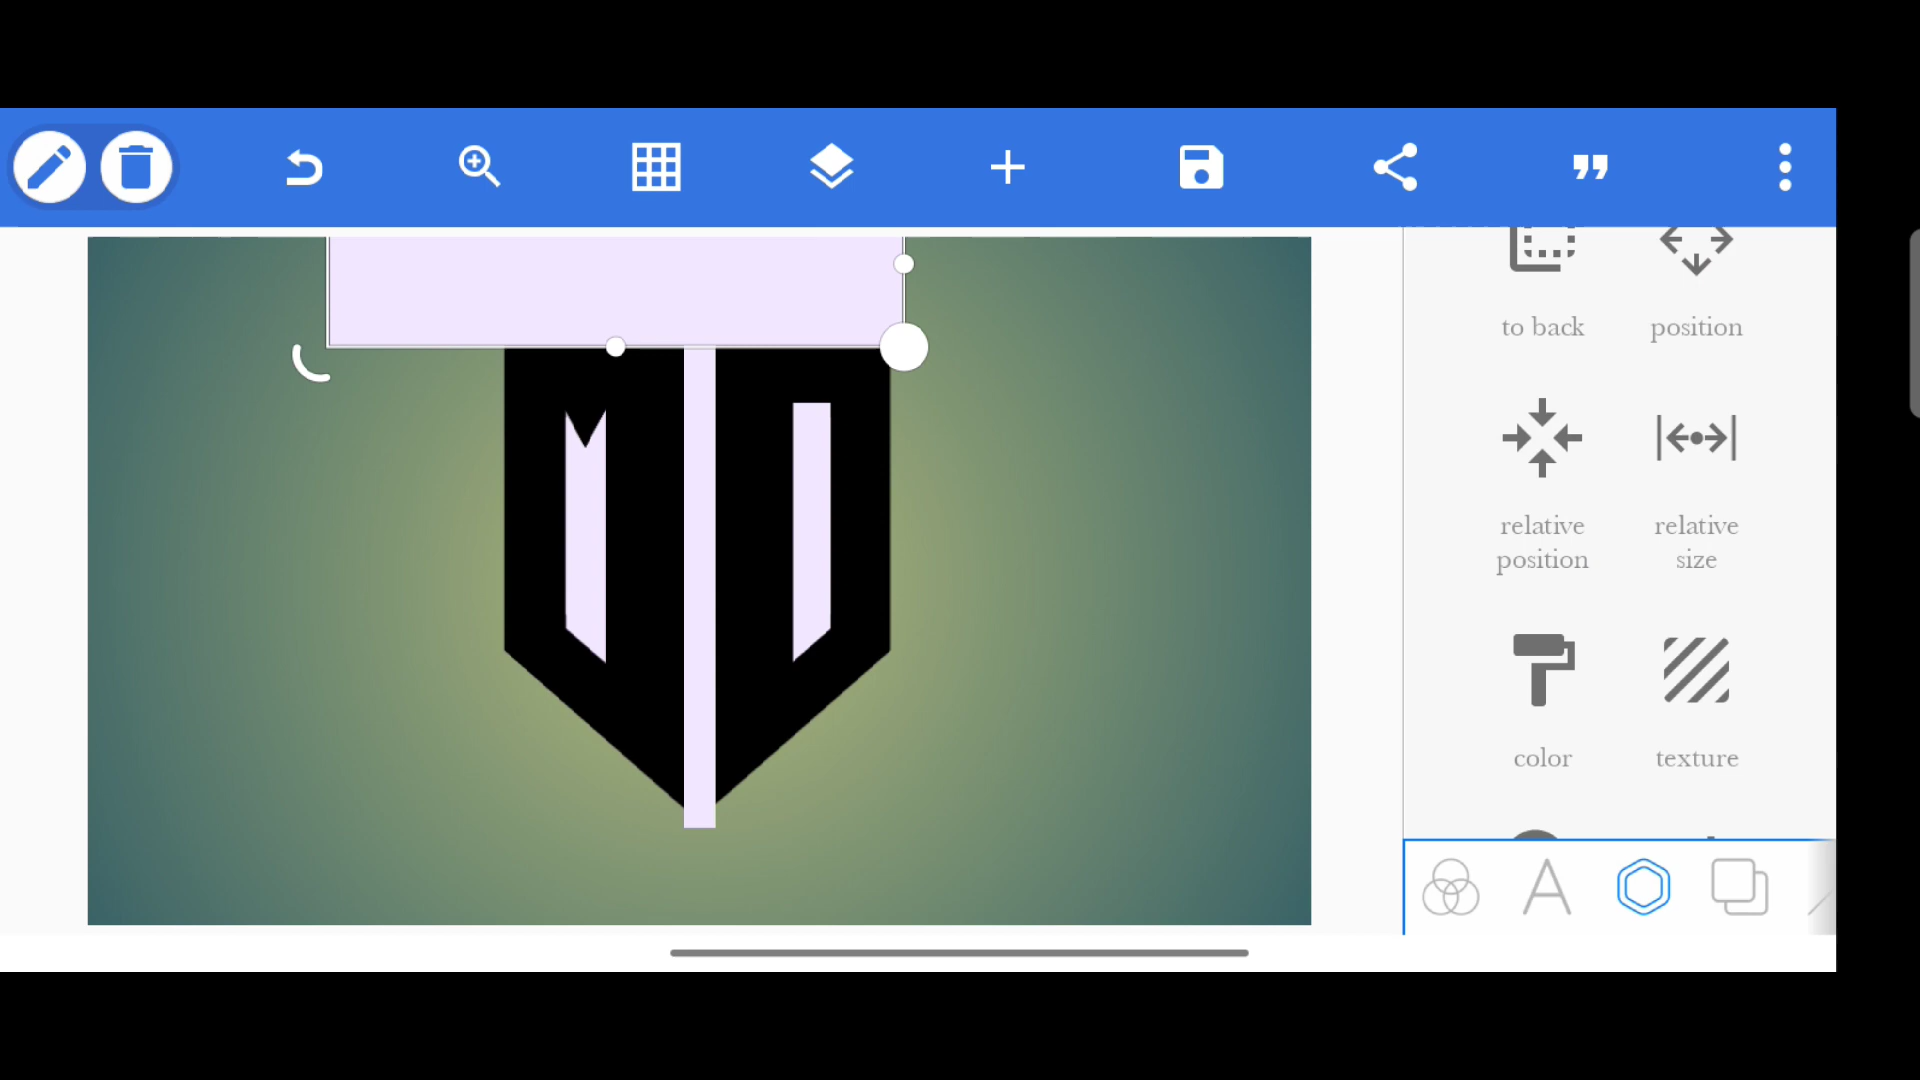 to back
position
relative
position
relative
size
color
texture